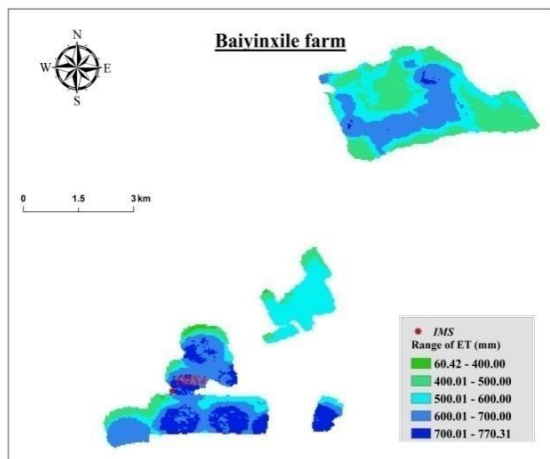 Baiyinxile farm
N
W E
S
0 1.5 3 km
IMS
Range of ET (mm)
60.42 - 400.00
400.01 - 500.00
500.01 - 600.00
600.01 - 700.00
700.01 - 770.31